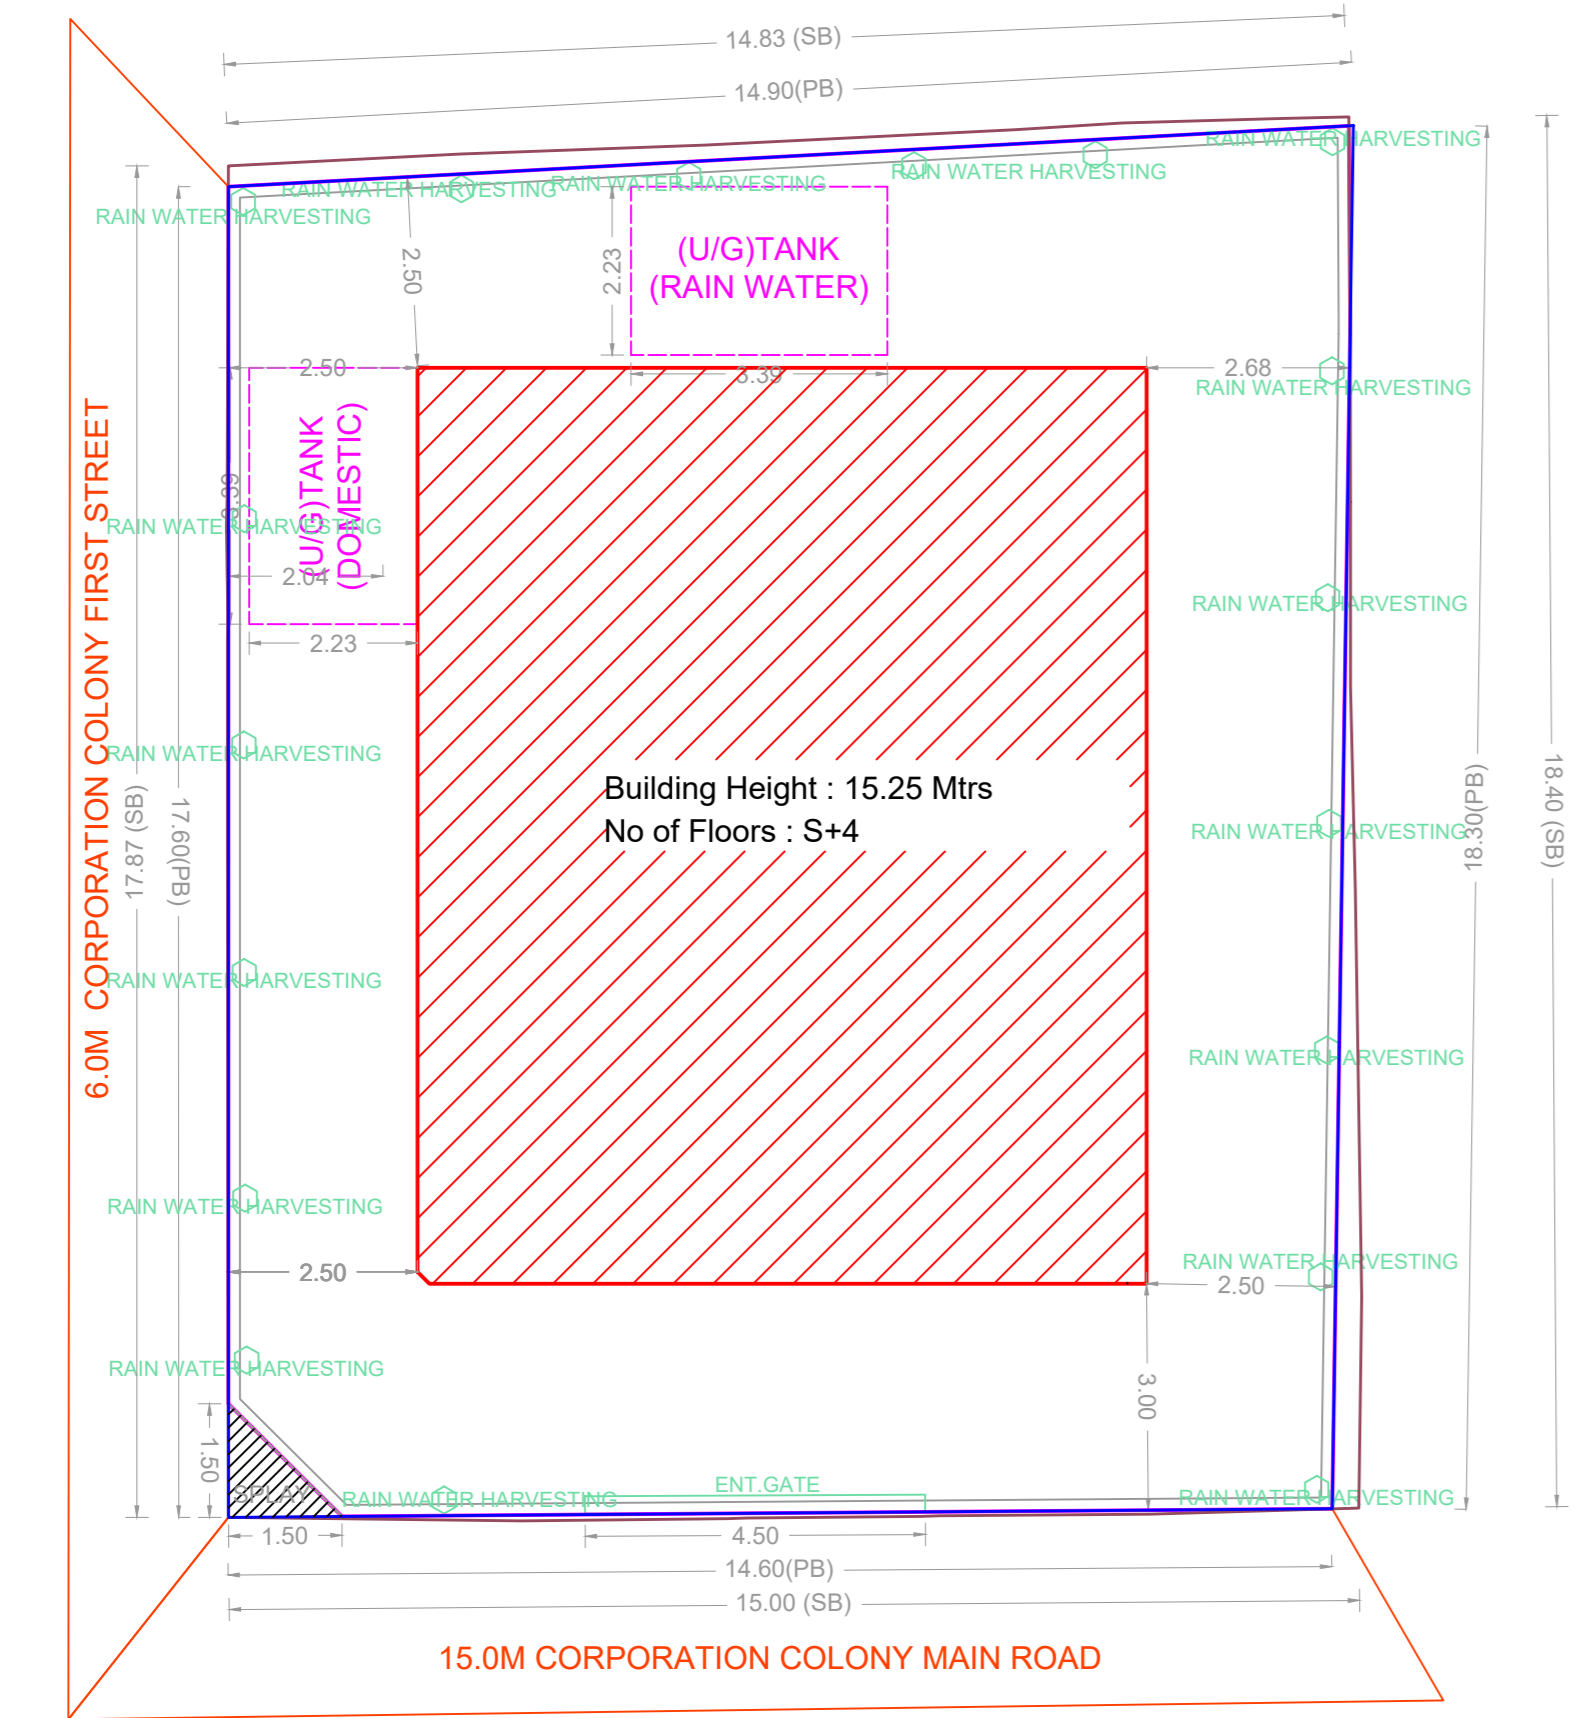 14.83 (SB)
14.90(PB)
RAIN WATER HARVESTING
RAIN WATER HARVESTING
RAIN WATER HARVESTING
RAIN WATER HARVESTING
RAIN WATER HARVESTING
(U/G)TANK
(RAIN WATER)
2.23
3.39
2.50
2.50
2.68
RAIN WATER HARVESTING
(U/G)TANK
(DOMESTIC)
3.39
RAIN WATER HARVESTING
2.04
2.23
RAIN WATER HARVESTING
6.0M CORPORATION COLONY FIRST STREET
17.87 (SB)
17.60(PB)
RAIN WATER HARVESTING
Building Height : 15.25 Mtrs
No of Floors : S+4
RAIN WATER HARVESTING
18.30(PB)
18.40 (SB)
RAIN WATER HARVESTING
RAIN WATER HARVESTING
RAIN WATER HARVESTING
2.50
RAIN WATER HARVESTING
2.50
RAIN WATER HARVESTING
3.00
1.50
SPLAY
RAIN WATER HARVESTING
ENT.GATE
RAIN WATER HARVESTING
1.50
4.50
14.60(PB)
15.00 (SB)
15.0M CORPORATION COLONY MAIN ROAD